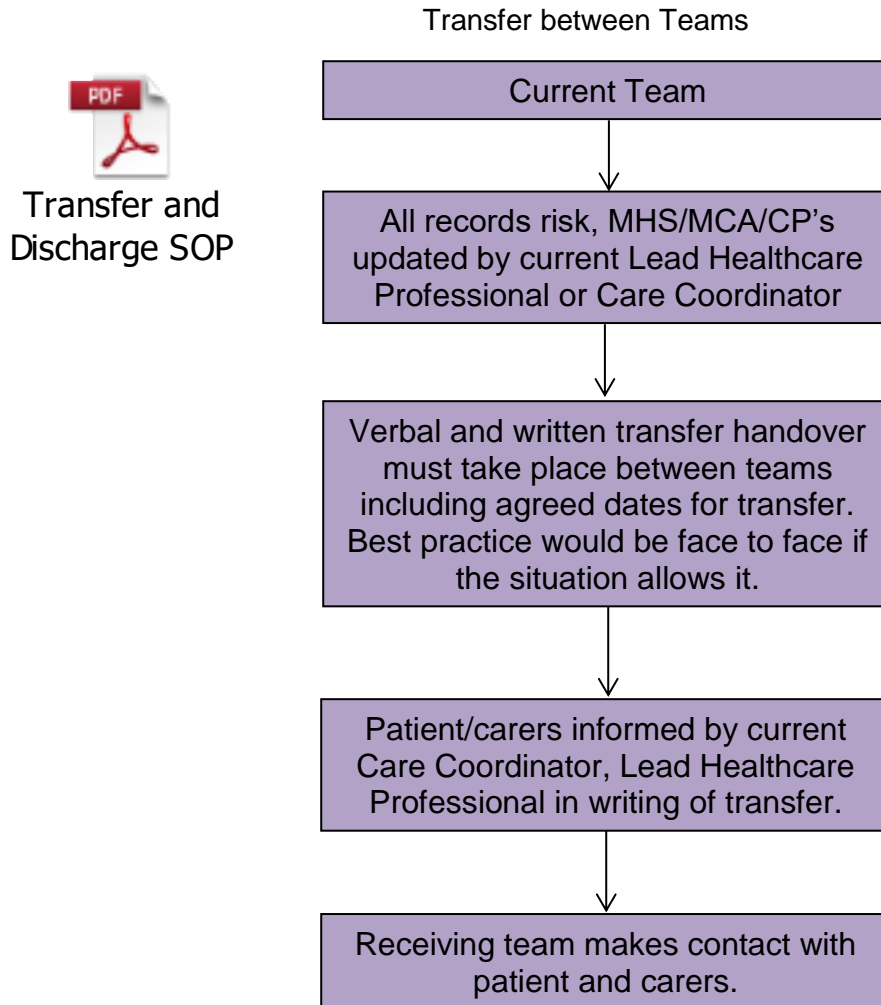 Transfer between Teams
PDF
Transfer and
Discharge SOP
Current Team
All records risk, MHS/MCA/CP’s
updated by current Lead Healthcare
Professional or Care Coordinator
Verbal and written transfer handover
must take place between teams
including agreed dates for transfer.
Best practice would be face to face if
the situation allows it.
Patient/carers informed by current
Care Coordinator, Lead Healthcare
Professional in writing of transfer.
Receiving team makes contact with
patient and carers.